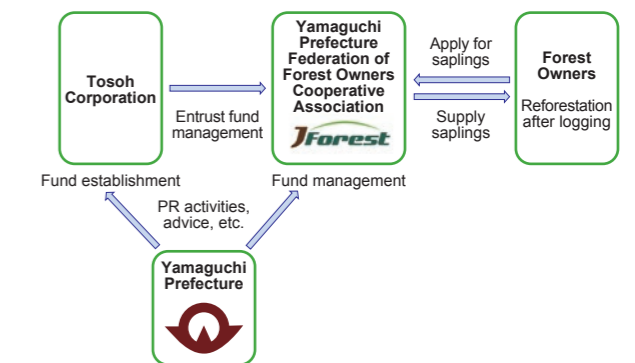 Tosoh
Corporation
Entrust fund
management
Yamaguchi
Prefecture
Federation of
Forest Owners
Cooperative
Association
JForest
Apply for
saplings
Supply
saplings
Forest
Owners
Reforestation
after logging
Fund establishment
Fund management
PR activities,
advice, etc.
Yamaguchi
Prefecture